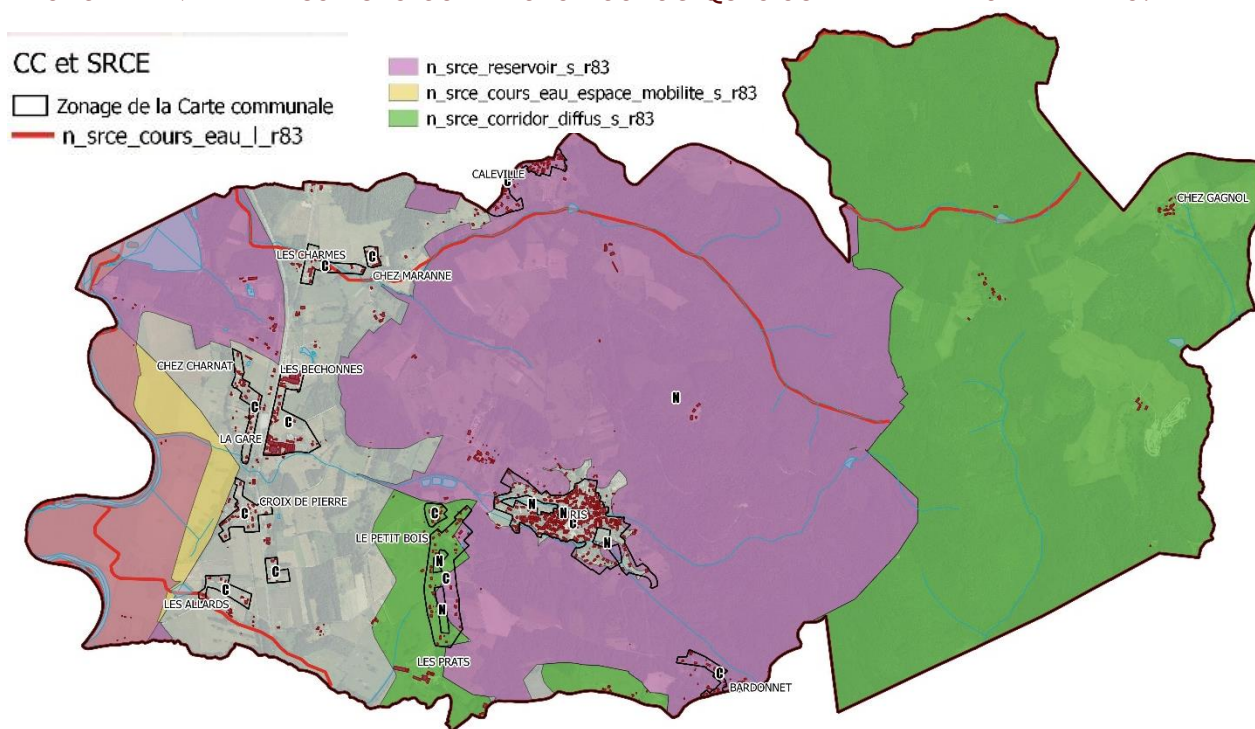 CC et SRCE
Zonage de la Carte communale
n_srce_cours_eau_l_r83
n_srce_reservoir_s_r83
n_srce_cours_eau_espace_mobilite_s_r83
n_srce_corridor_diffus_s_r83
CALEVILLE
C
CHEZ GAGNOL
LES CHARMES
C
C
CHEZ MARANNE
CHEZ CHARNAT
LES BECHONNES
N
C
C
LA GARE
CROIX DE PIERRE
C
C
LE PETIT BOIS
N
N
RIS
C
N
N
C
C
N
C
LES ALLARDS
LES PRATS
C
BARDONNET